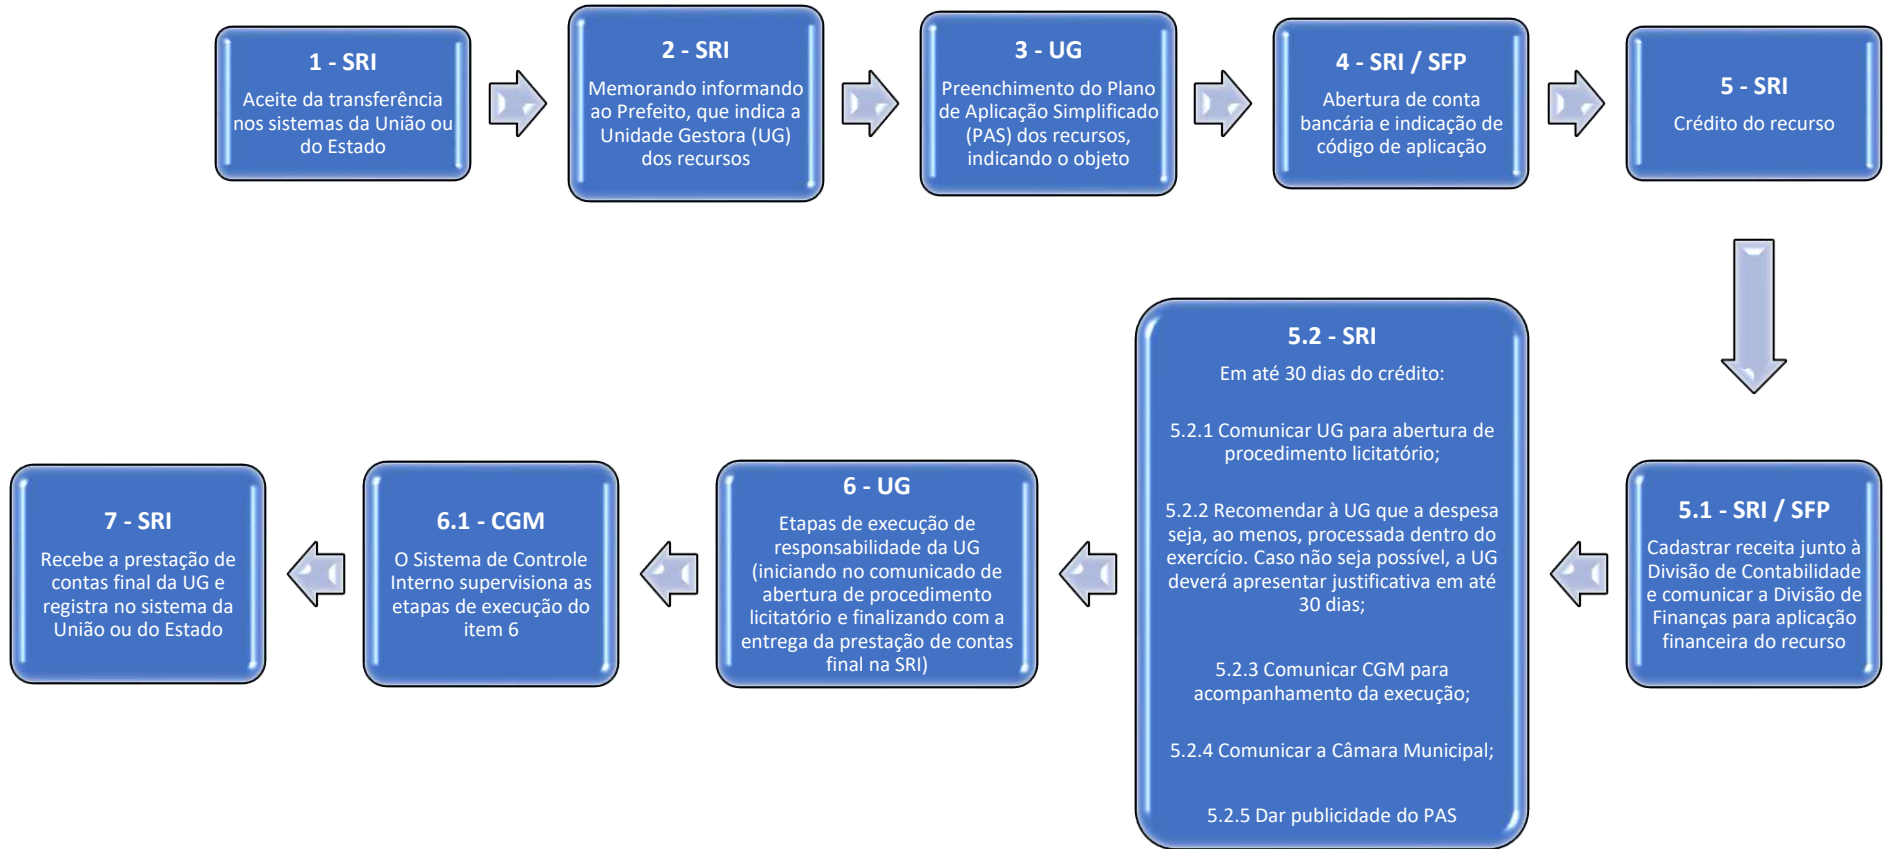 1 - SRI
Aceite da transferência
nos sistemas da União ou
do Estado
2 - SRI
Memorando informando
ao Prefeito, que indica a
Unidade Gestora (UG)
dos recursos
3 - UG
Preenchimento do Plano
de Aplicação Simplificado
(PAS) dos recursos,
indicando o objeto
4 - SRI / SFP
Abertura de conta
bancária e indicação de
código de aplicação
5 - SRI
Crédito do recurso
5.1 - SRI / SFP
Cadastrar receita junto à
Divisão de Contabilidade
e comunicar a Divisão de
Finanças para aplicação
financeira do recurso
5.2 - SRI
Em até 30 dias do crédito:
5.2.1 Comunicar UG para abertura de
procedimento licitatório;
5.2.2 Recomendar à UG que a despesa
seja, ao menos, processada dentro do
exercício. Caso não seja possível, a UG
deverá apresentar justificativa em até
30 dias;
5.2.3 Comunicar CGM para
acompanhamento da execução;
5.2.4 Comunicar a Câmara Municipal;
5.2.5 Dar publicidade do PAS
6 - UG
Etapas de execução de
responsabilidade da UG
(iniciando no comunicado de
abertura de procedimento
licitatório e finalizando com a
entrega da prestação de contas
final na SRI)
6.1 - CGM
O Sistema de Controle
Interno supervisiona as
etapas de execução do
item 6
7 - SRI
Recebe a prestação de
contas final da UG e
registra no sistema da
União ou do Estado